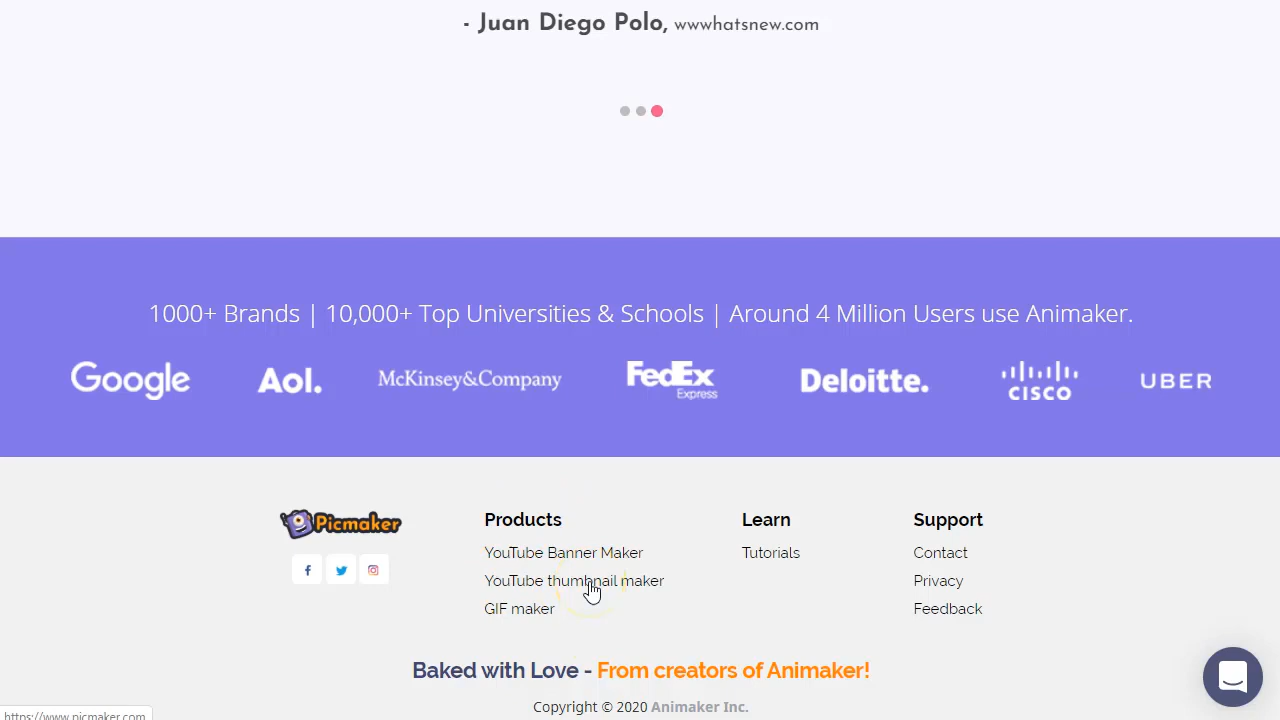 - Juan Diego Polo, wwwhatsnew.com
1000+ Brands | 10,000+ Top Universities & Schools | Around 4 Million Users use Animaker.
Google Aol. McKinsey&Company FedEx Express Deloitte. CISCO UBER
Picmaker
Products
YouTube Banner Maker
YouTube thumbnail maker
GIF maker
Learn
Tutorials
Support
Contact
Privacy
Feedback
Baked with Love - From creators of Animaker!
Copyright © 2020 Animaker Inc.
https://www.picmaker.com